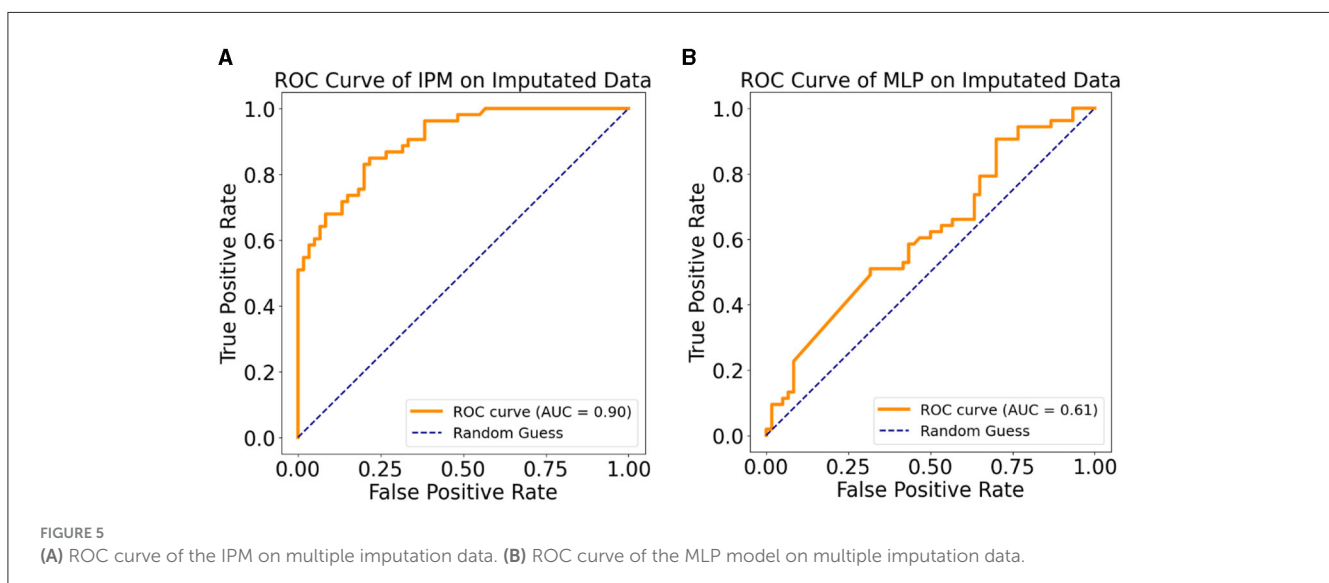 A
ROC Curve of IPM on Imputated Data
1.0
0.8
0.6
0.4
0.2
0.0
True Positive Rate
0.00 0.25 0.50 0.75 1.00
False Positive Rate
ROC curve (AUC = 0.90)
Random Guess
B
ROC Curve of MLP on Imputated Data
1.0
0.8
0.6
0.4
0.2
0.0
True Positive Rate
0.00 0.25 0.50 0.75 1.00
False Positive Rate
ROC curve (AUC = 0.61)
Random Guess
FIGURE 5
(A) ROC curve of the IPM on multiple imputation data. (B) ROC curve of the MLP model on multiple imputation data.